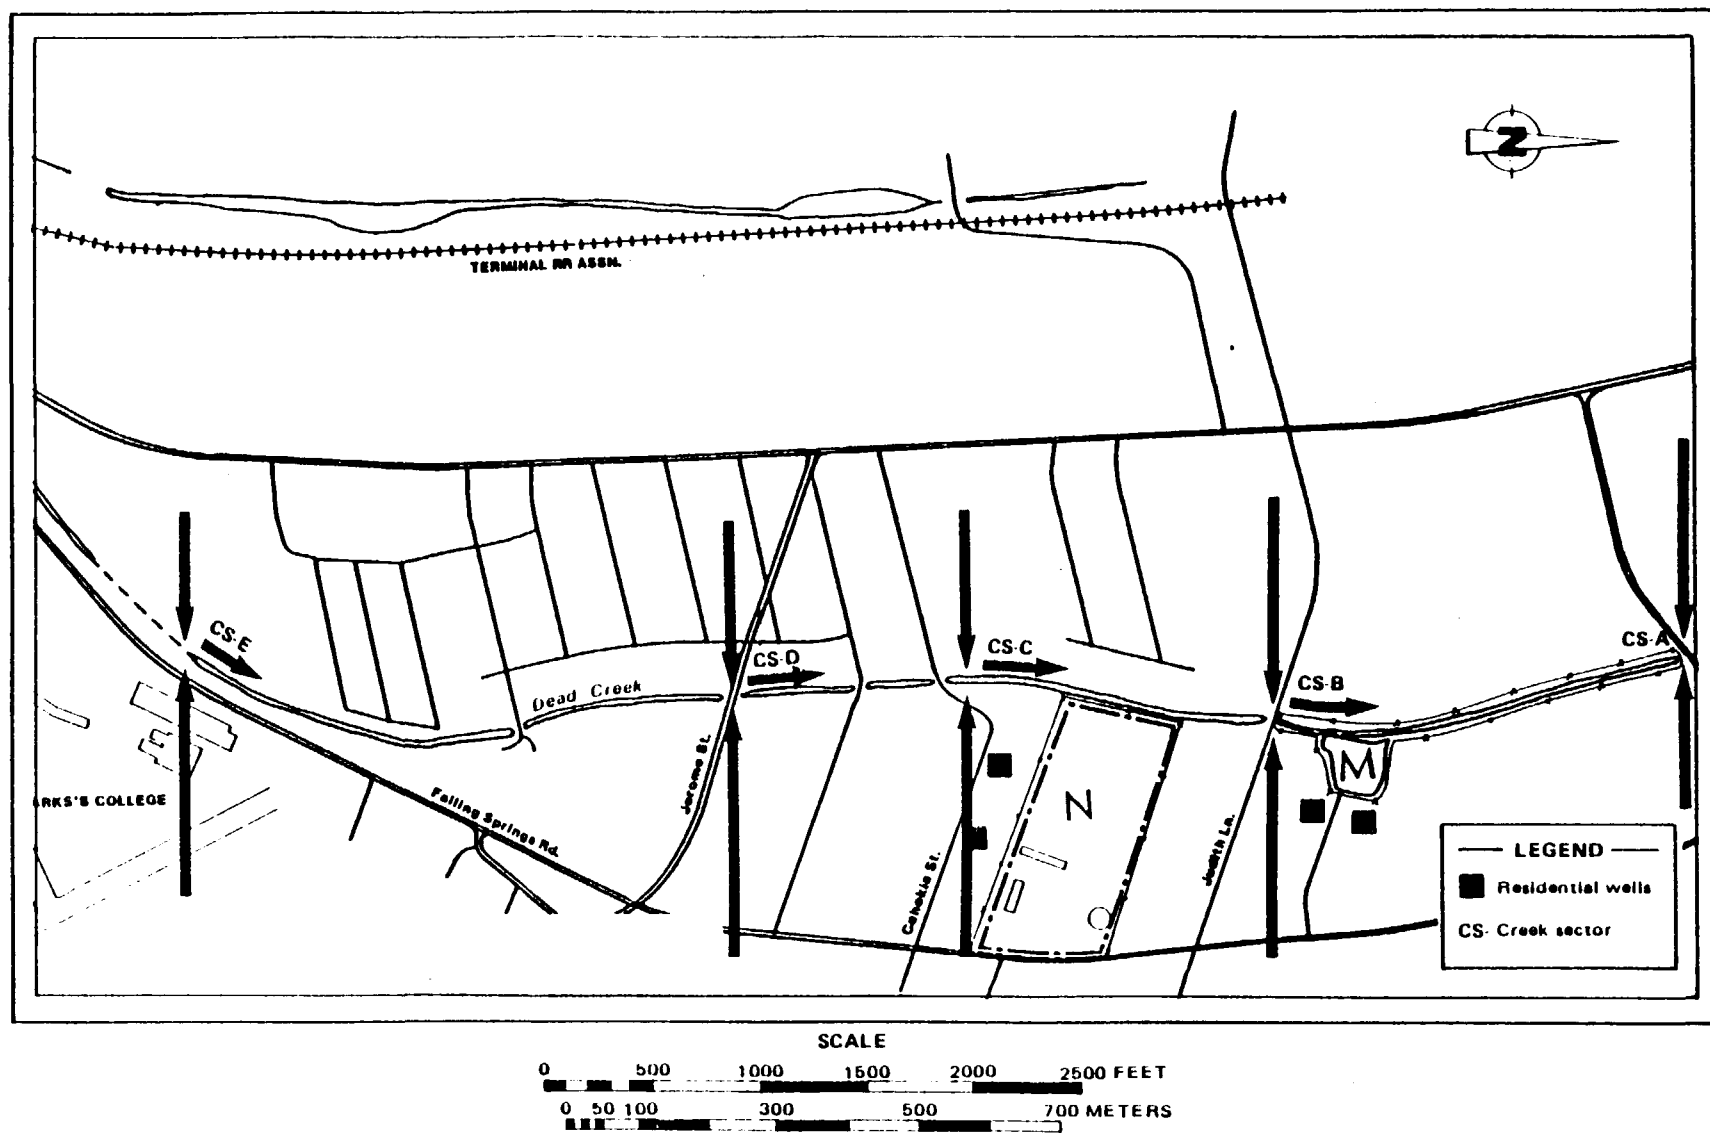 N
TERMINAL RR ASSN.
CS-E
CS-D
CS-C
CS-B
CS-A
Dead Creek
Jerome St.
Falling Springs Rd.
ARKS'S COLLEGE
Cahokia St.
N
Judith Ln.
M
LEGEND
Residential wells
CS- Creek sector
SCALE
0 500 1000 1500 2000 2500 FEET
0 50 100 300 500 700 METERS